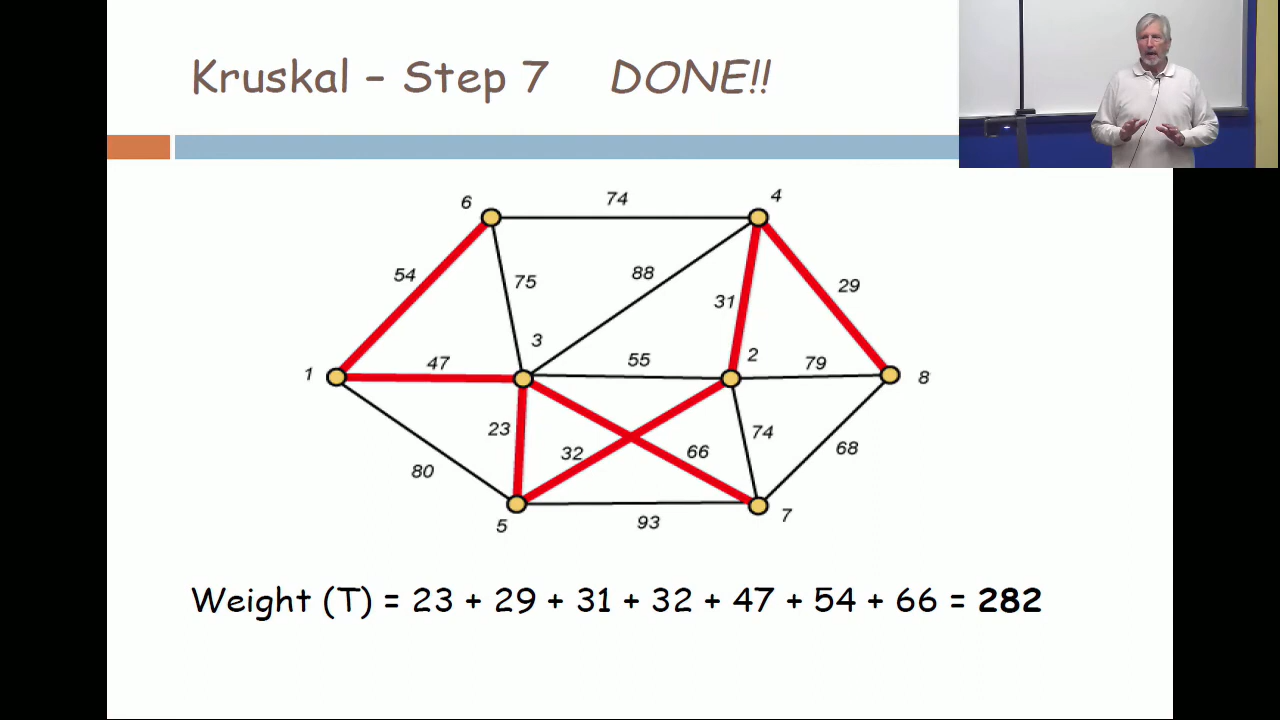 Kruskal – Step 7 DONE!!
6 74 4
54 75 88 31 29
3 2
1 47 55 79 8
23 32 66 74 68
80
5 93 7
Weight (T) = 23 + 29 + 31 + 32 + 47 + 54 + 66 = 282